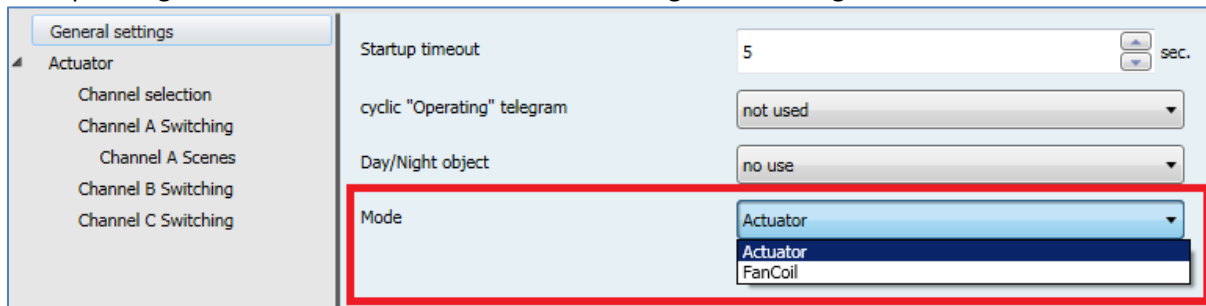 General settings
Actuator
Channel selection
Channel A Switching
Channel A Scenes
Channel B Switching
Channel C Switching
Startup timeout
5
sec.
cyclic "Operating" telegram
not used
Day/Night object
no use
Mode
Actuator
Actuator
FanCoil